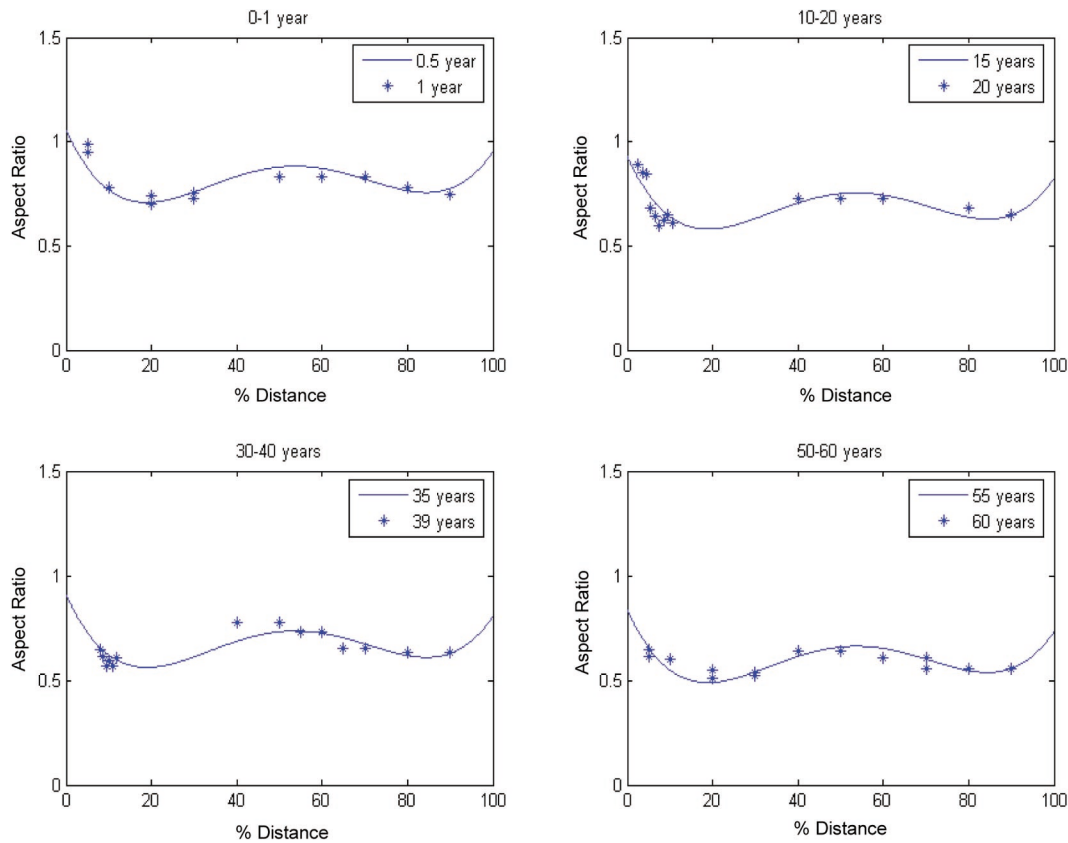 0-1 year
1.5
1
0.5
0
Aspect Ratio
0.5 year
1 year
0 20 40 60 80 100
% Distance
10-20 years
1.5
1
0.5
0
Aspect Ratio
15 years
20 years
0 20 40 60 80 100
% Distance
30-40 years
1.5
1
0.5
0
Aspect Ratio
35 years
39 years
0 20 40 60 80 100
% Distance
50-60 years
1.5
1
0.5
0
Aspect Ratio
55 years
60 years
0 20 40 60 80 100
% Distance